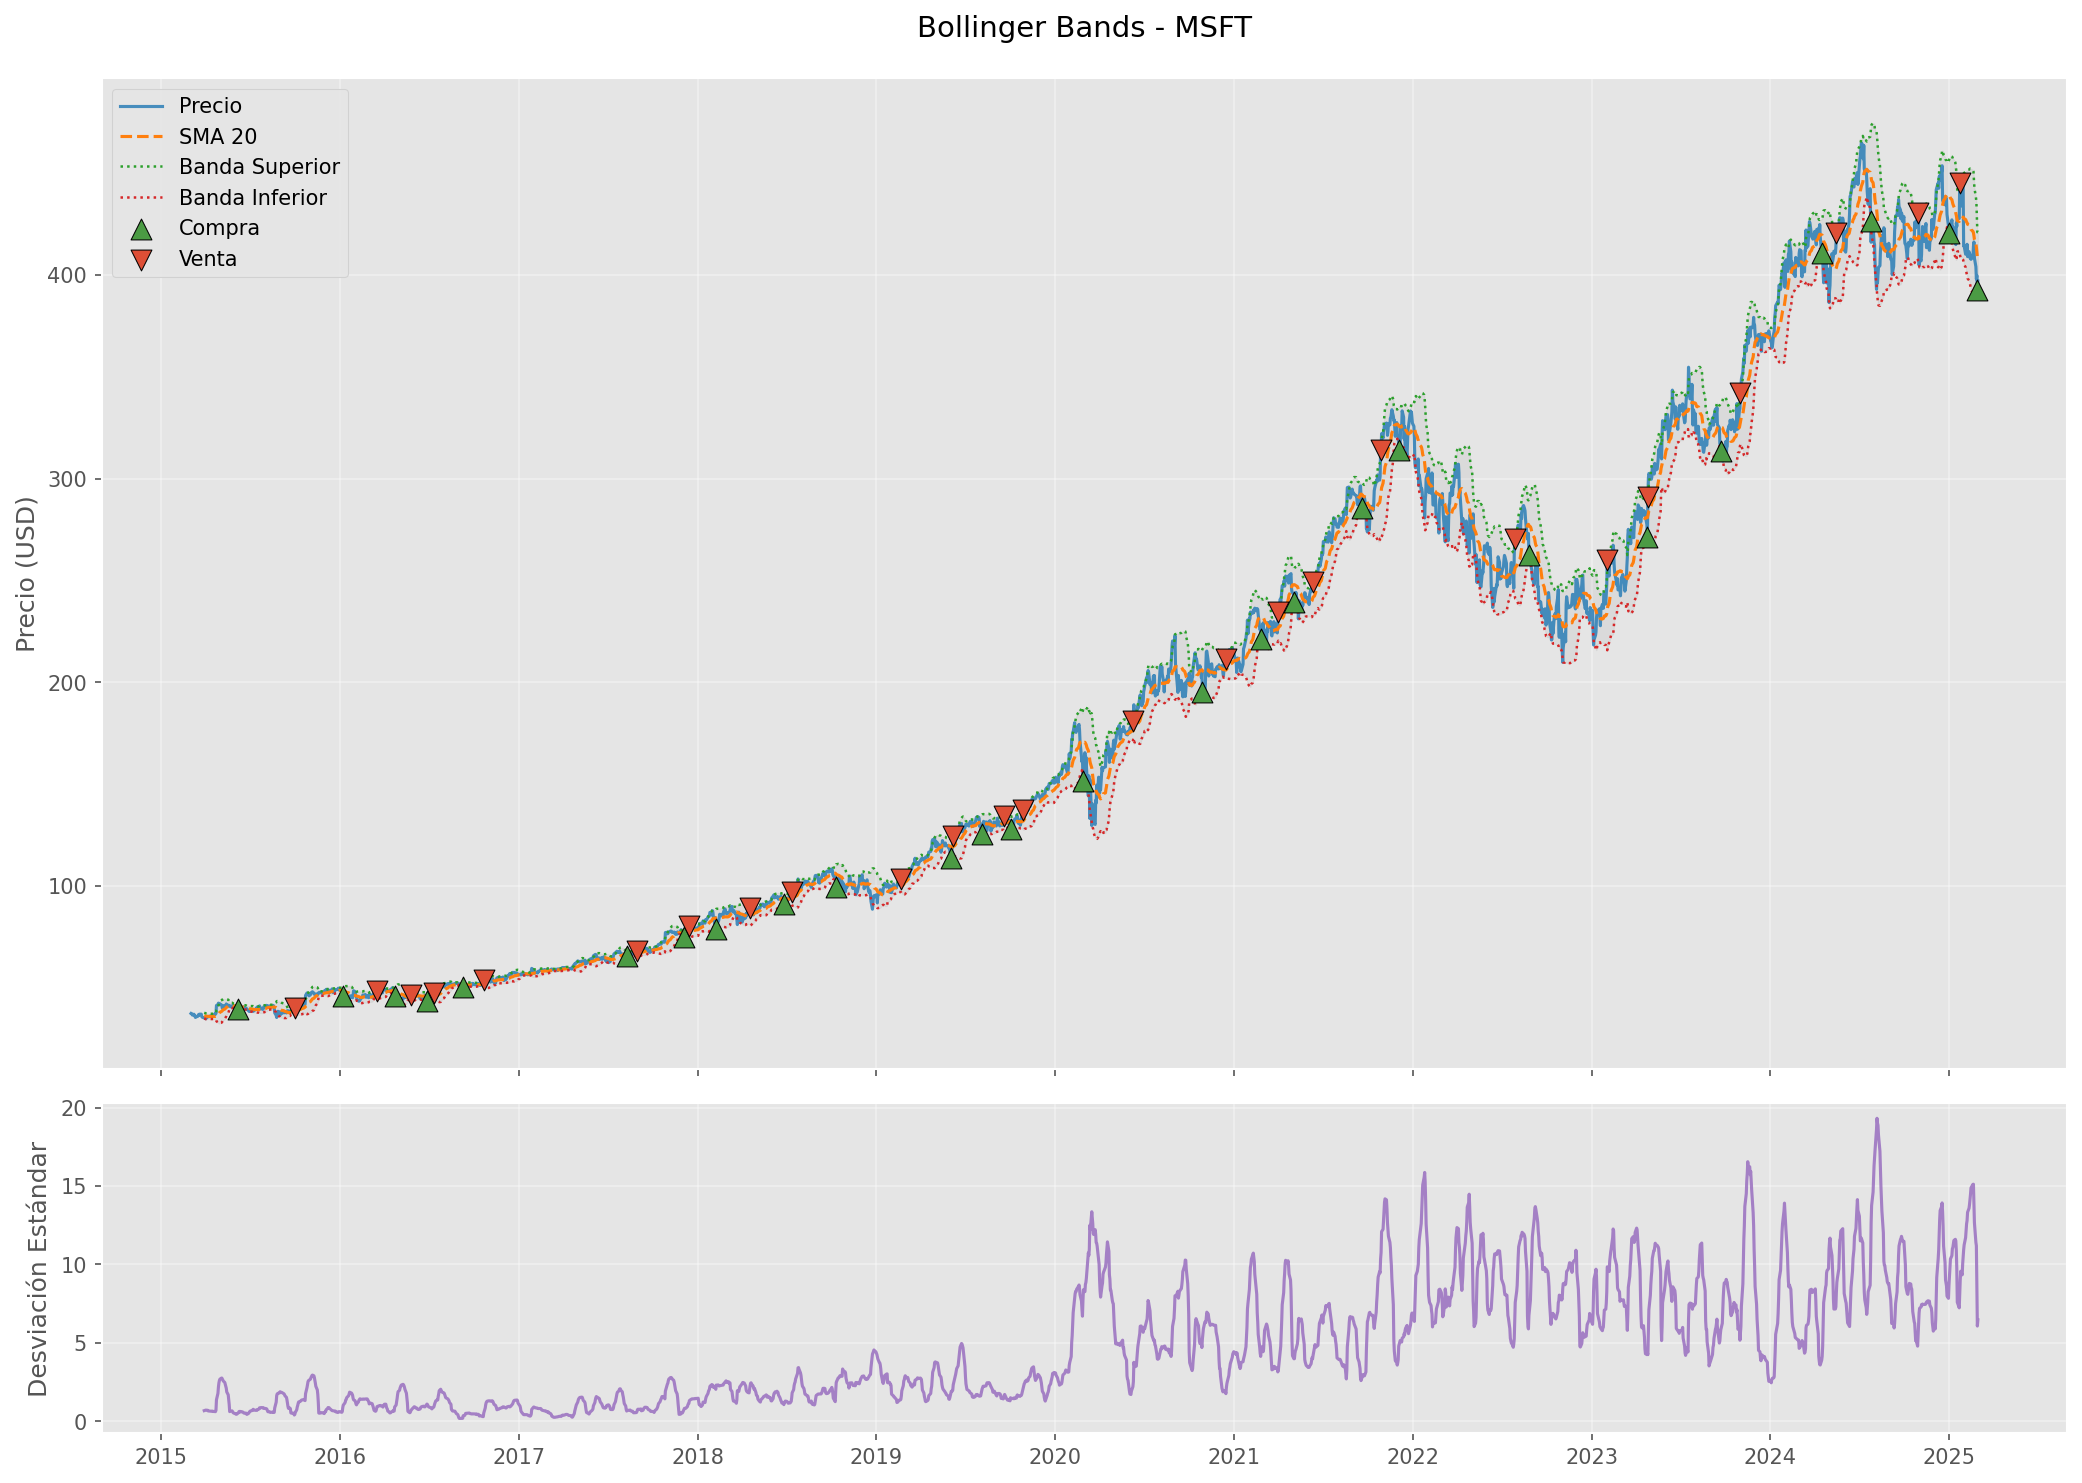 Bollinger Bands - MSFT
Precio
SMA 20
Banda Superior
Banda Inferior
Compra
Venta
Precio (USD)
400
300
200
100
Desviación Estándar
20
15
10
5
0
2015 2016 2017 2018 2019 2020 2021 2022 2023 2024 2025